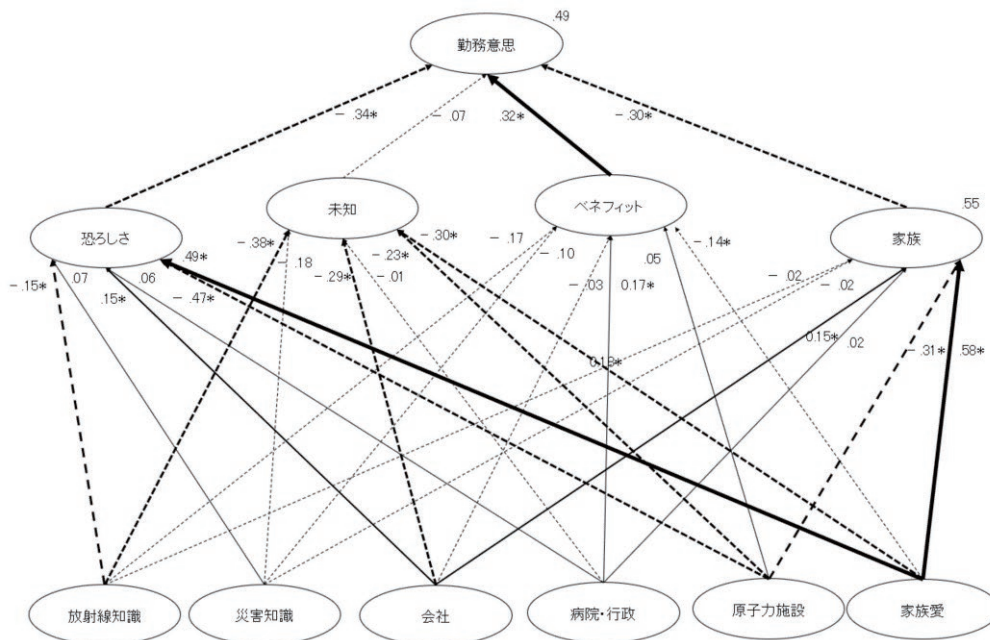 .49
勤務意思
－ .34*
－ .07
.32*
－ .30*
恐ろしさ
未知
ベネフィット
家族
.55
－ .15*
.07
.15*
.06
.49*
－ .47*
－ .38*
－ .18
－ .29*
－ .23*
－ .01
－ .30*
－ .17
－ .10
－ .03
0.17*
.05
－ .14*
－ .02
－ .02
0.15*
.02
－ .31*
.58*
放射線知識
災害知識
会社
病院・行政
原子力施設
家族愛